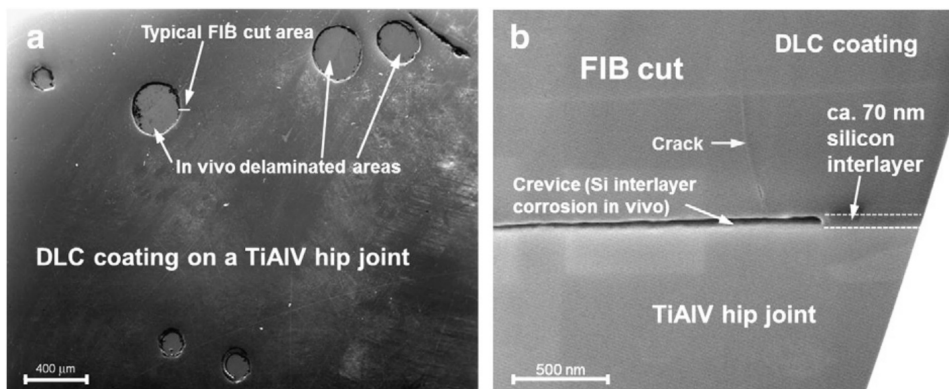 a
Typical FIB cut area
In vivo delaminated areas
DLC coating on a TiAlV hip joint
400 µm
b
DLC coating
FIB cut
ca. 70 nm
silicon
interlayer
Crack
Crevice (Si interlayer
corrosion in vivo)
TiAlV hip joint
500 nm